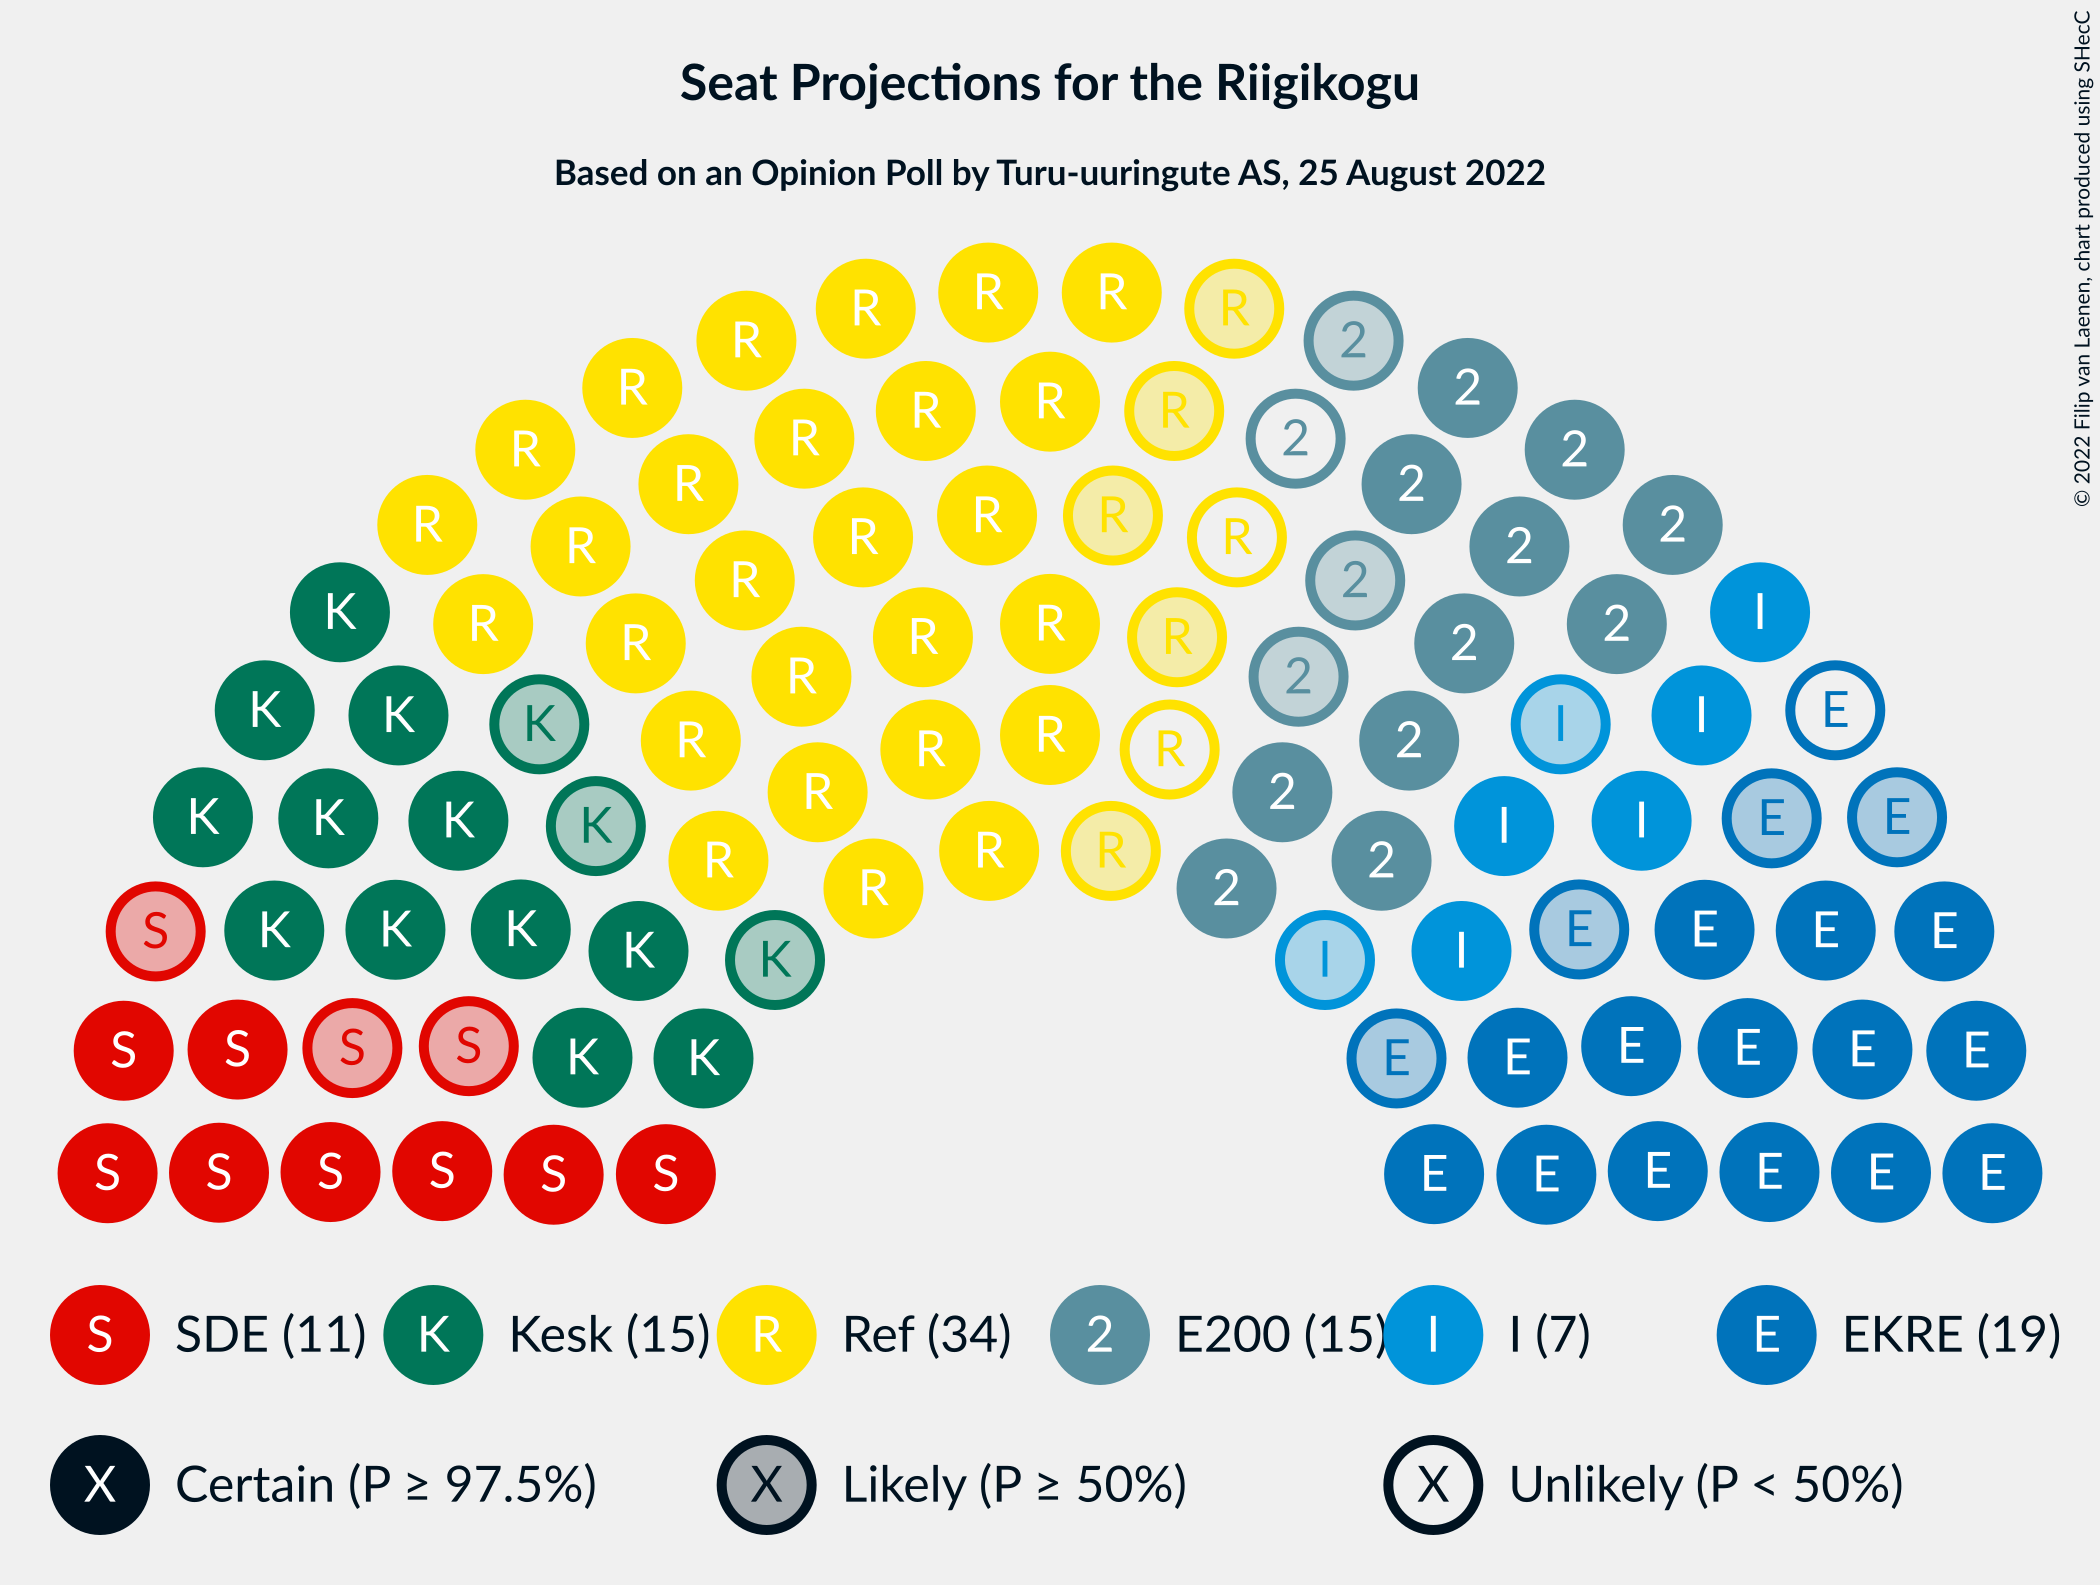 Seat Projections for the Riigikogu
Based on an Opinion Poll by Turu-uuringute AS, 25 August 2022
© 2022 Filip van Laenen, chart produced using SHecC
R R R
R R 2
R R R R R 2
R R 2 2
R R R R 2 2
R R R 2 2
R R R 2
K R R R R 2 2 I
R R R 2 2
K K K R R R R 2 I I E
K K K K R R 2 I I E E
R R R 2
R 2
S K K K K K I I E E E E
S S S S K K E E E E E E
S S S S S S E E E E E E
S SDE (11) K Kesk (15) R Ref (34) 2 E200 (15) I I (7) E EKRE (19)
X Certain (P ≥ 97.5%) X Likely (P ≥ 50%) X Unlikely (P < 50%)